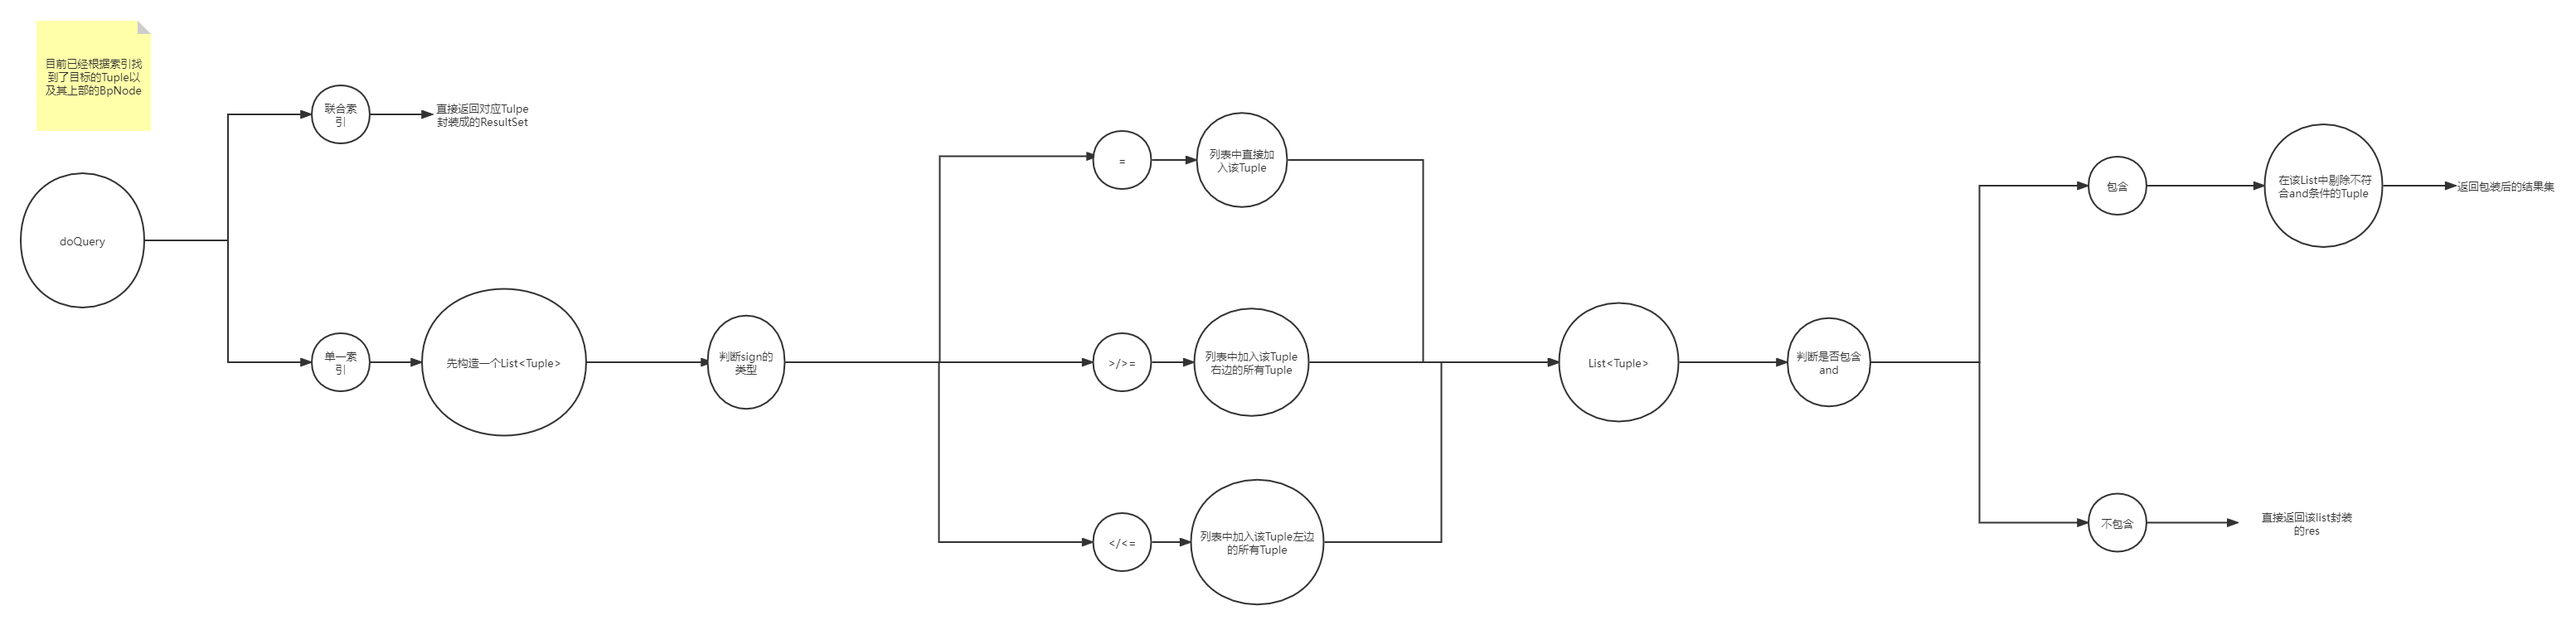 目前已经根据索引找
到了目标的Tuple以
及其上部的BpNode
doQuery
联合索
引
直接返回对应Tulpe
封装成的ResultSet
单一索
引
先构造一个List<Tuple>
判断sign的
类型
=
列表中直接加
入该Tuple
>/>=
列表中加入该Tuple
右边的所有Tuple
</<=
列表中加入该Tuple左边
的所有Tuple
List<Tuple>
判断是否包含
and
包含
在该List中剔除不符
合and条件的Tuple
返回包装后的结果集
不包含
直接返回该list封装
的res